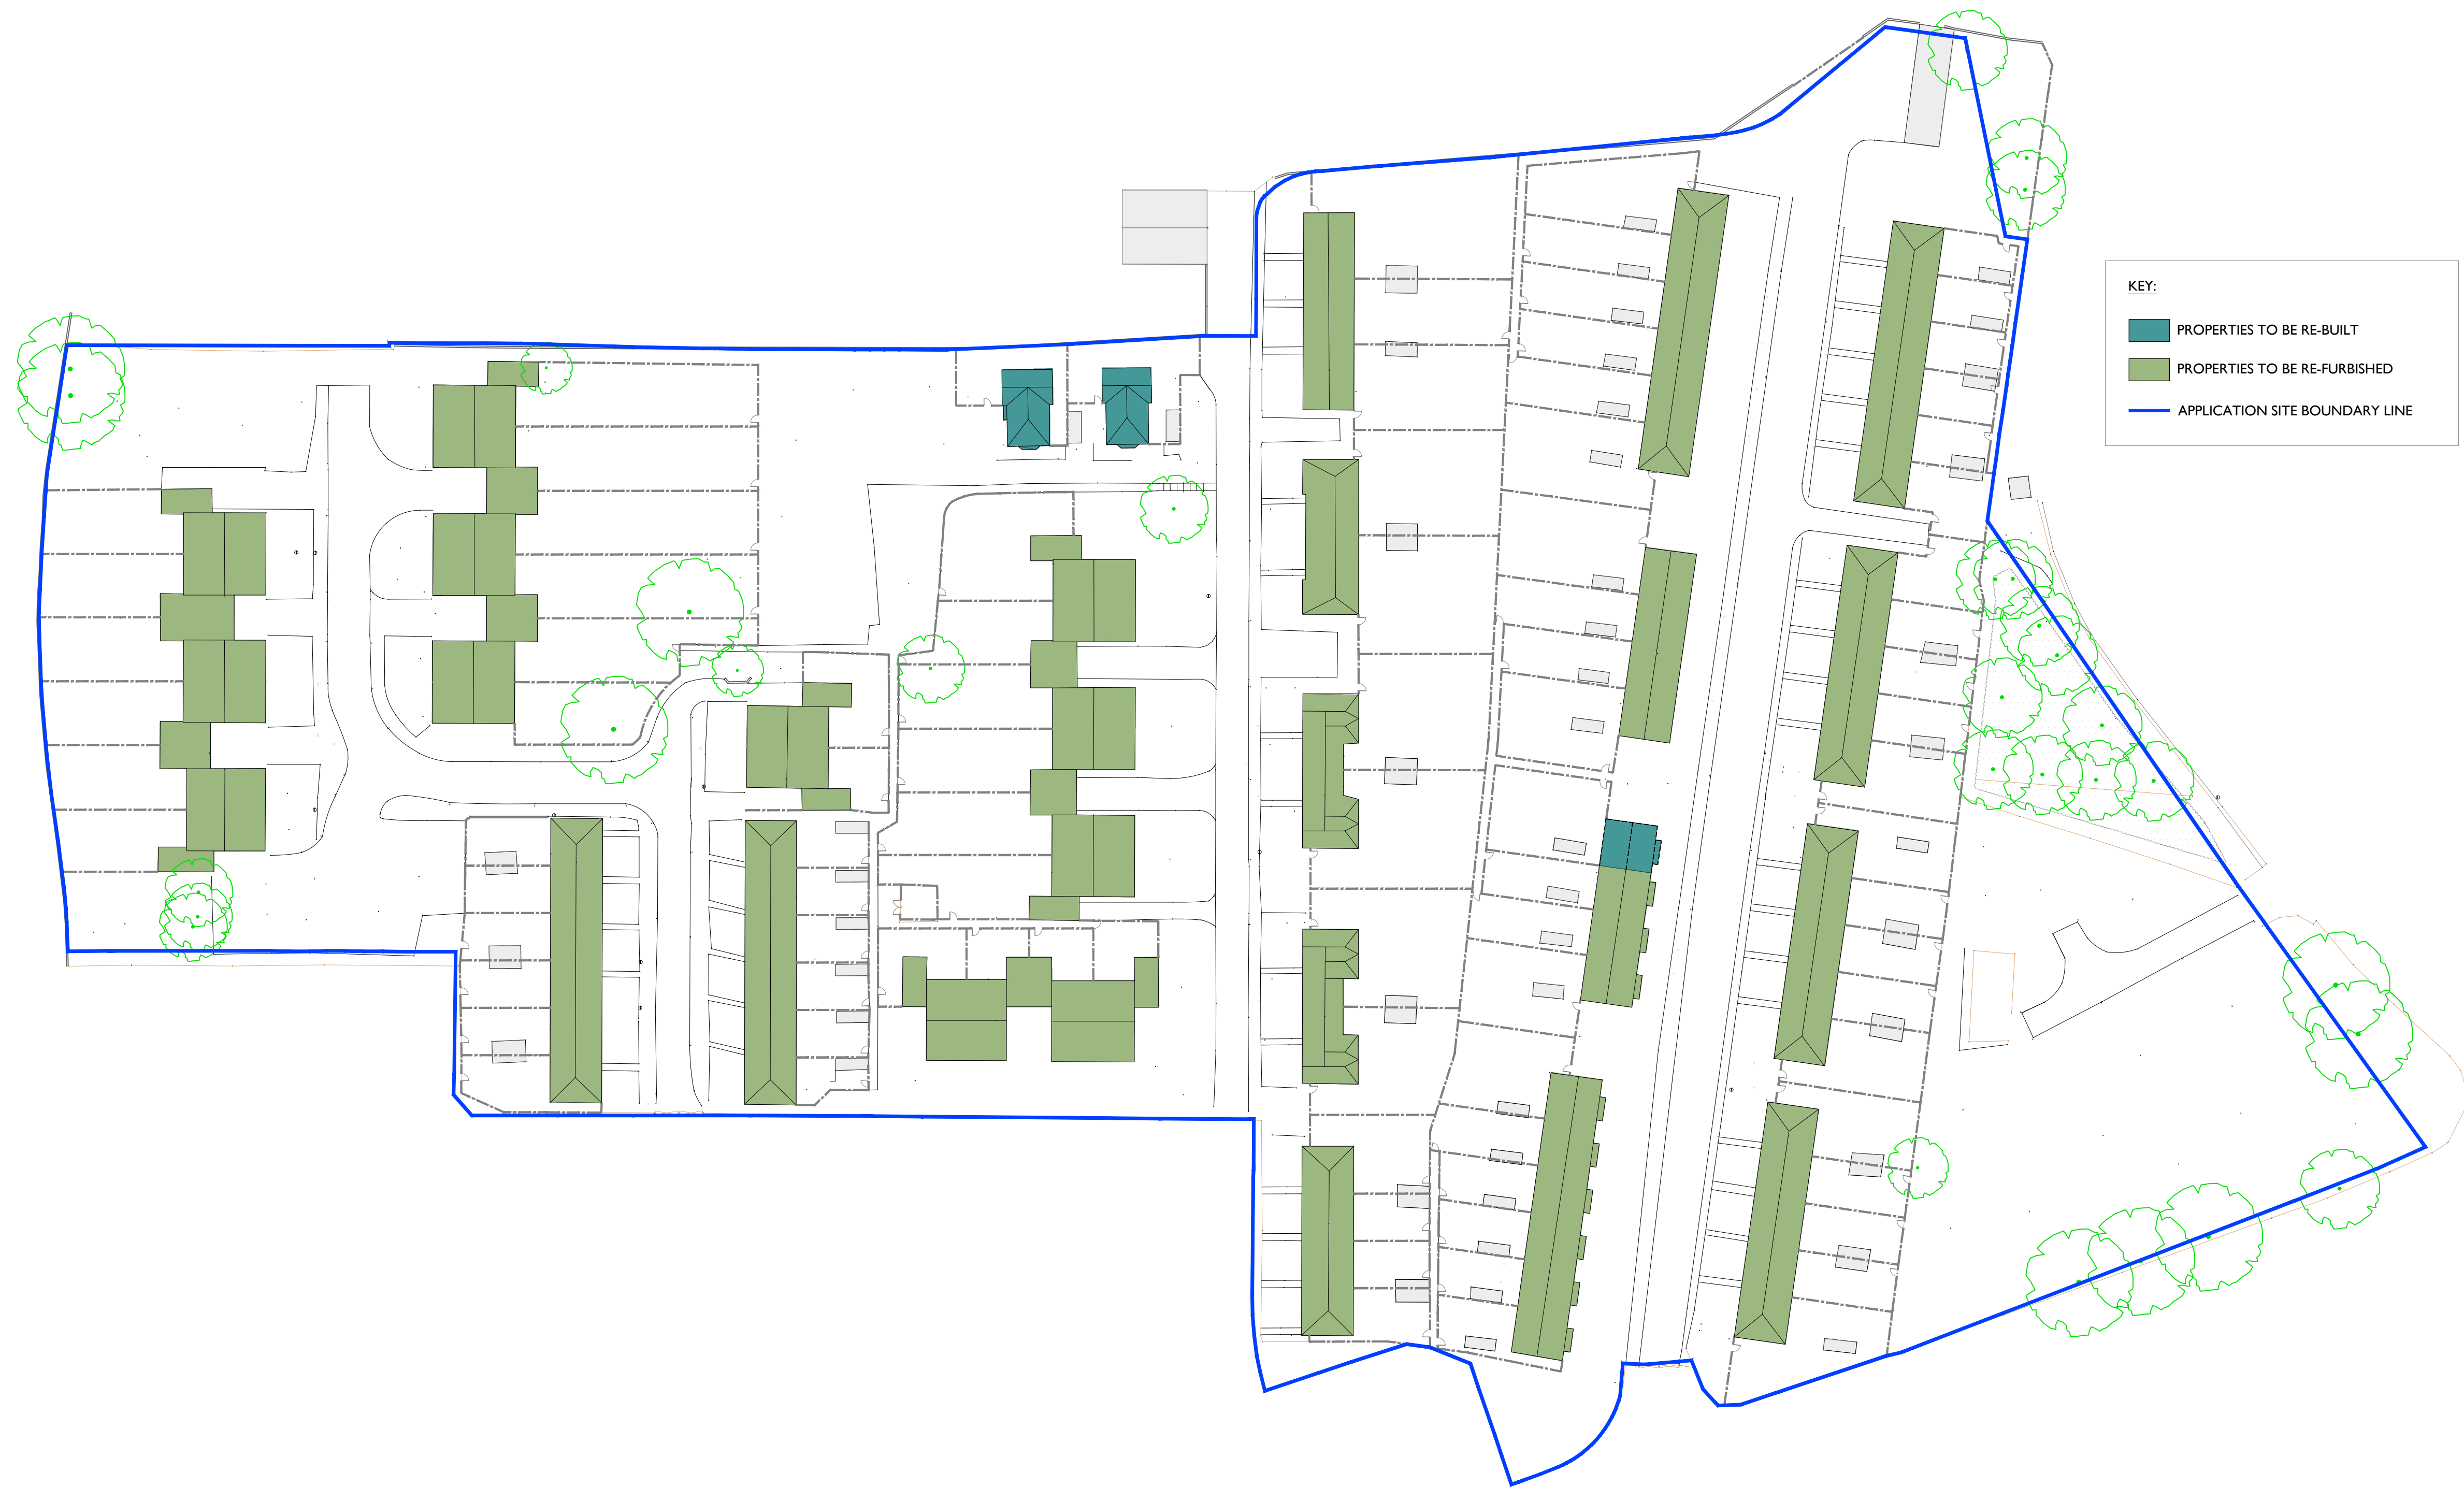 KEY:
PROPERTIES TO BE RE-BUILT
PROPERTIES TO BE RE-FURBISHED
APPLICATION SITE BOUNDARY LINE